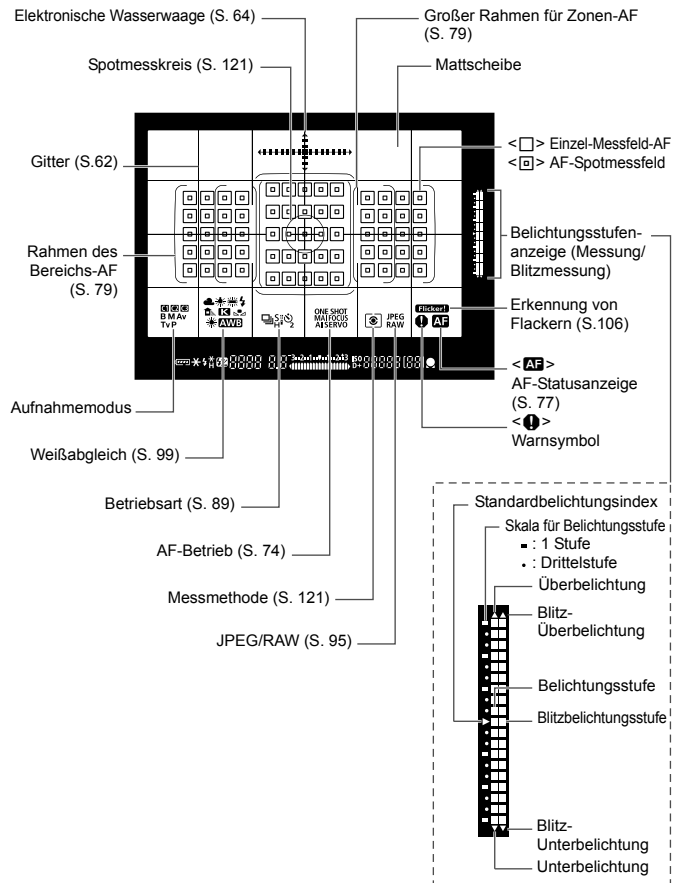 Elektronische Wasserwaage (S. 64)
Großer Rahmen für Zonen-AF
(S. 79)
Spotmesskreis (S. 121)
Mattscheibe
<□> Einzel-Messfeld-AF
<⊡> AF-Spotmessfeld
Gitter (S.62)
Rahmen des
Bereichs-AF
(S. 79)
Belichtungsstufen-
anzeige (Messung/
Blitzmessung)
Erkennung von
Flackern (S.106)
B M Av
Tv P
K
AWB
ONE SHOT
MAI FOCUS
AI SERVO
JPEG
RAW
Flicker!
AF
ISO
D+
<AF>
AF-Statusanzeige
(S. 77)
<!>
Warnsymbol
Aufnahmemodus
Weißabgleich (S. 99)
Betriebsart (S. 89)
AF-Betrieb (S. 74)
Messmethode (S. 121)
JPEG/RAW (S. 95)
Standardbelichtungsindex
Skala für Belichtungsstufe
: 1 Stufe
: Drittelstufe
Überbelichtung
Blitz-
Überbelichtung
Belichtungsstufe
Blitzbelichtungsstufe
Blitz-
Unterbelichtung
Unterbelichtung